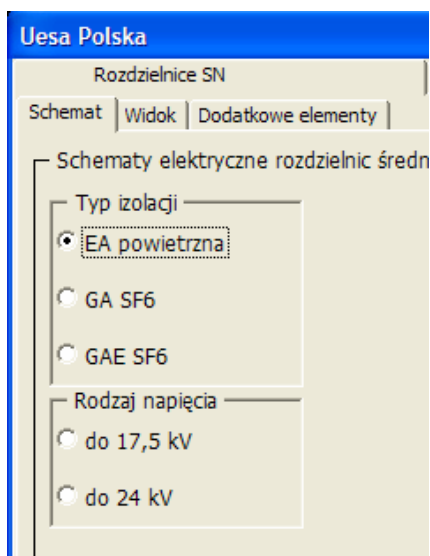 Uesa Polska
Rozdzielnice SN
Schemat Widok Dodatkowe elementy
Schematy elektryczne rozdzielnic średn
Typ izolacji
EA powietrzna
GA SF6
GAE SF6
Rodzaj napięcia
do 17,5 kV
do 24 kV